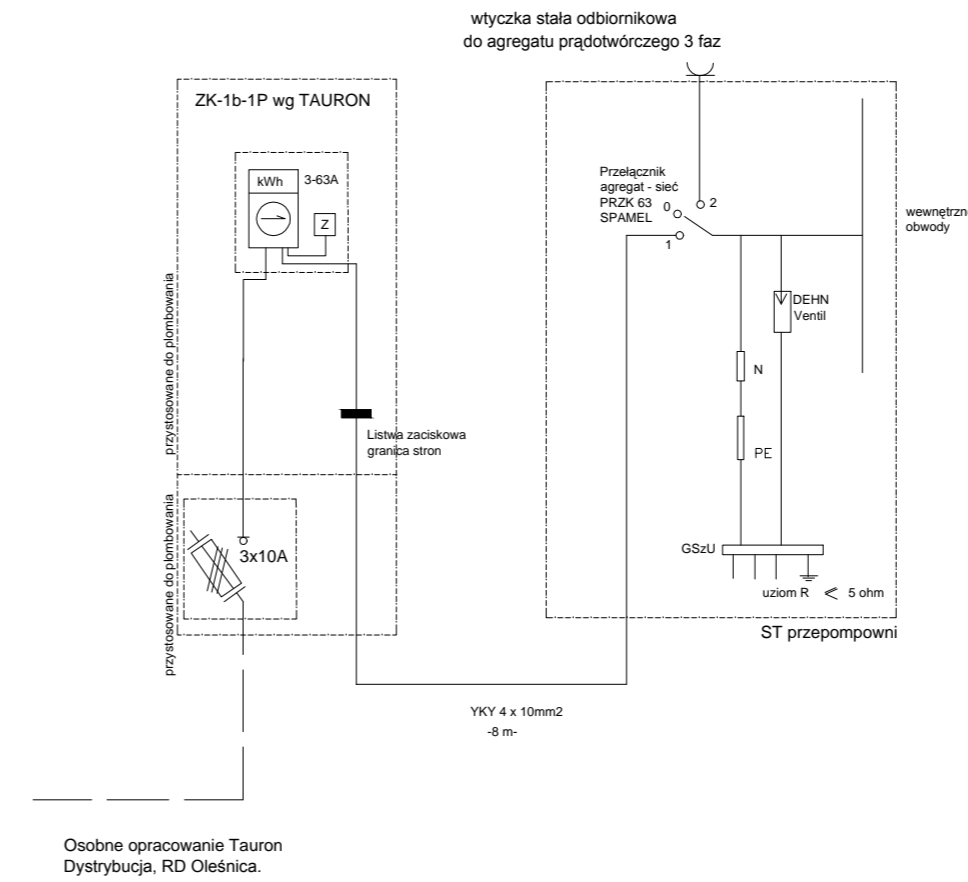 wtyczka stała odbiornikowa
do agregatu prądotwórczego 3 faz
ZK-1b-1P wg TAURON
kWh
3-63A
Z
przystosowane do plombowania
Listwa zaciskowa
granica stron
przystosowane do plombowania
3x10A
Przełącznik
agregat - sieć
PRZK 63
SPAMEL
0
2
1
wewnętrzn
obwody
DEHN
Ventil
N
PE
GSzU
uziom R < 5 ohm
ST przepompowni
YKY 4 x 10mm2
-8 m-
Osobne opracowanie Tauron
Dystrybucja, RD Oleśnica.